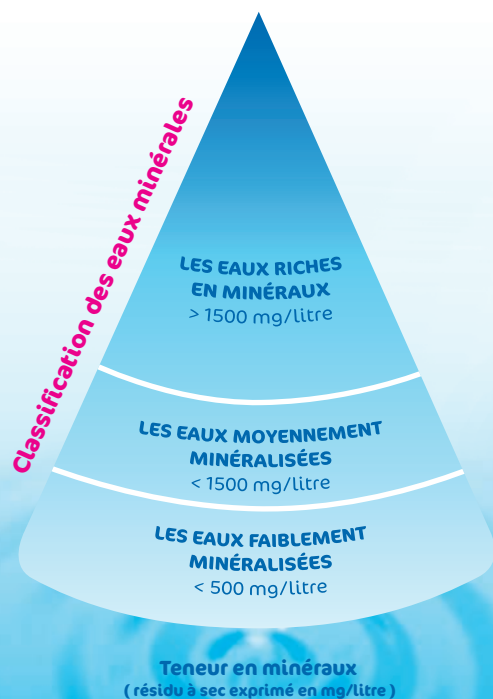 Classification des eaux minérales
LES EAUX RICHES
EN MINÉRAUX
> 1500 mg/litre
LES EAUX MOYENNEMENT
MINÉRALISÉES
< 1500 mg/litre
LES EAUX FAIBLEMENT
MINÉRALISÉES
< 500 mg/litre
Teneur en minéraux
( résidu à sec exprimé en mg/litre )